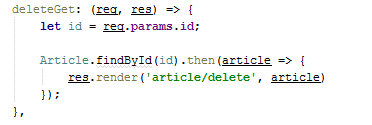 deleteGet: (req, res) => {
    let id = req.params.id;

    Article.findById(id).then(article => {
        res.render('article/delete', article)
    });
},